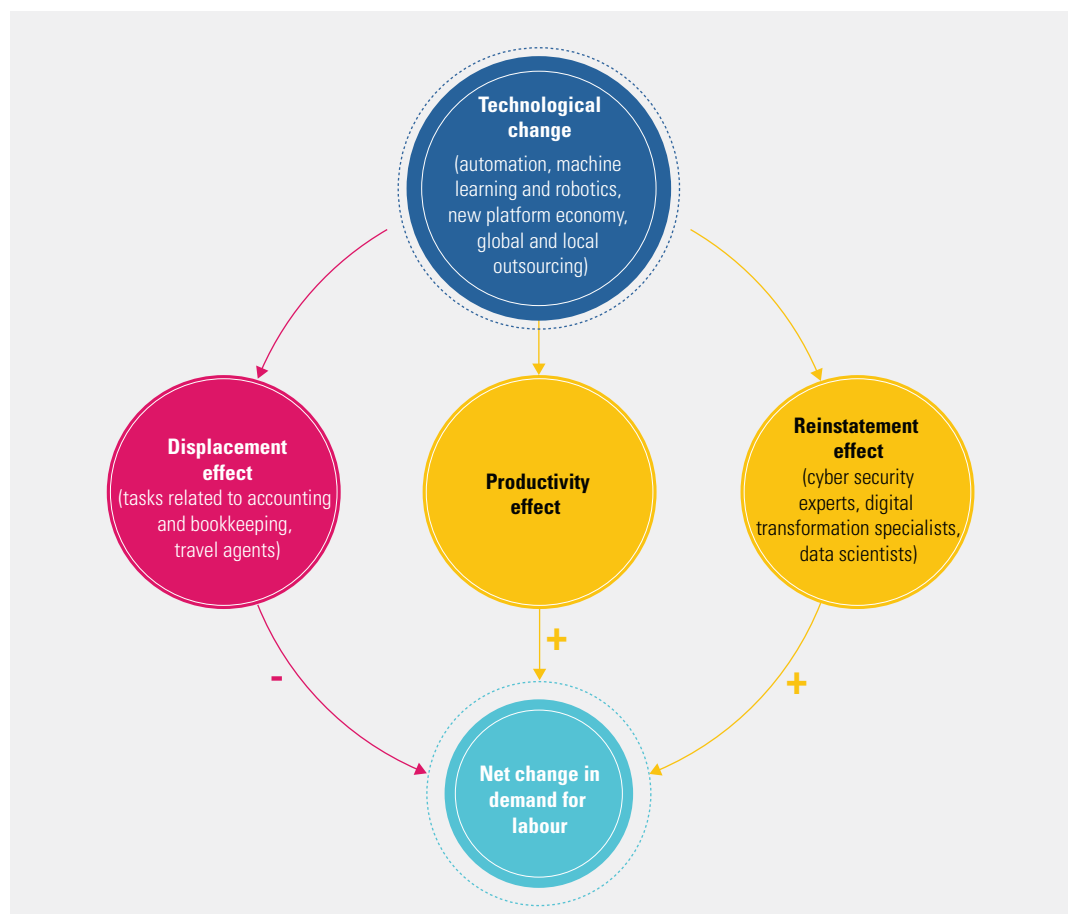 Technological
change
(automation, machine
learning and robotics,
new platform economy,
global and local
outsourcing)
Displacement
effect
(tasks related to accounting
and bookkeeping,
travel agents)
Productivity
effect
Reinstatement
effect
(cyber security
experts, digital
transformation specialists,
data scientists)
-
+
+
Net change in
demand for
labour